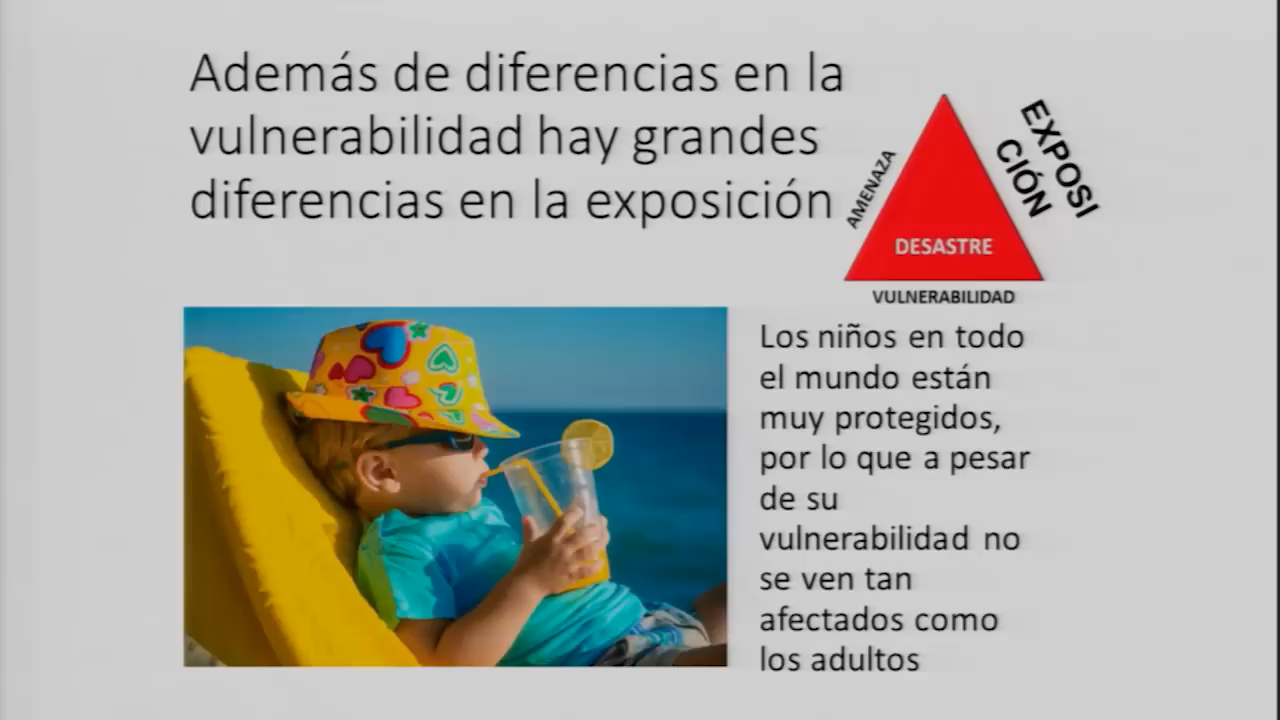 Además de diferencias en la
vulnerabilidad hay grandes
diferencias en la exposición
AMENAZA
EXPOSI
CIÓN
DESASTRE
VULNERABILIDAD
Los niños en todo
el mundo están
muy protegidos,
por lo que a pesar
de su
vulnerabilidad no
se ven tan
afectados como
los adultos